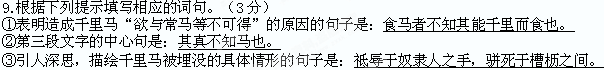 9.根据下列提示填写相应的词句。（3分）
①表明造成千里马“欲与常马等不可得”的原因的句子是：食马者不知其能千里而食也。
②第三段文字的中心句是：其真不知马也。
③引人深思，描绘千里马被埋没的具体情形的句子是：祗辱于奴隶人之手，骈死于槽枥之间。